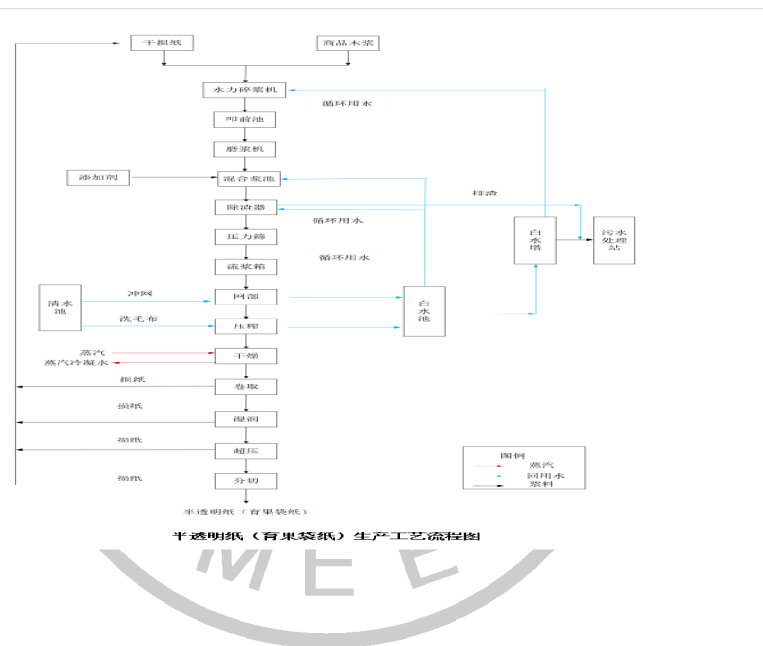 干损纸
商品木浆
水力碎浆机
循环用水
叩前池
磨浆机
添加剂
混合浆池
排渣
除渣器
循环用水
白水塔
污水处理站
压力筛
循环用水
流浆箱
清水池
冲网
网部
白水池
洗毛布
压榨
蒸汽
干燥
蒸汽冷凝水
损纸
卷取
损纸
湿润
损纸
超压
图例
蒸汽
回用水
浆料
损纸
分切
半透明纸（育果袋纸）
半透明纸（育果袋纸）生产工艺流程图
MEE